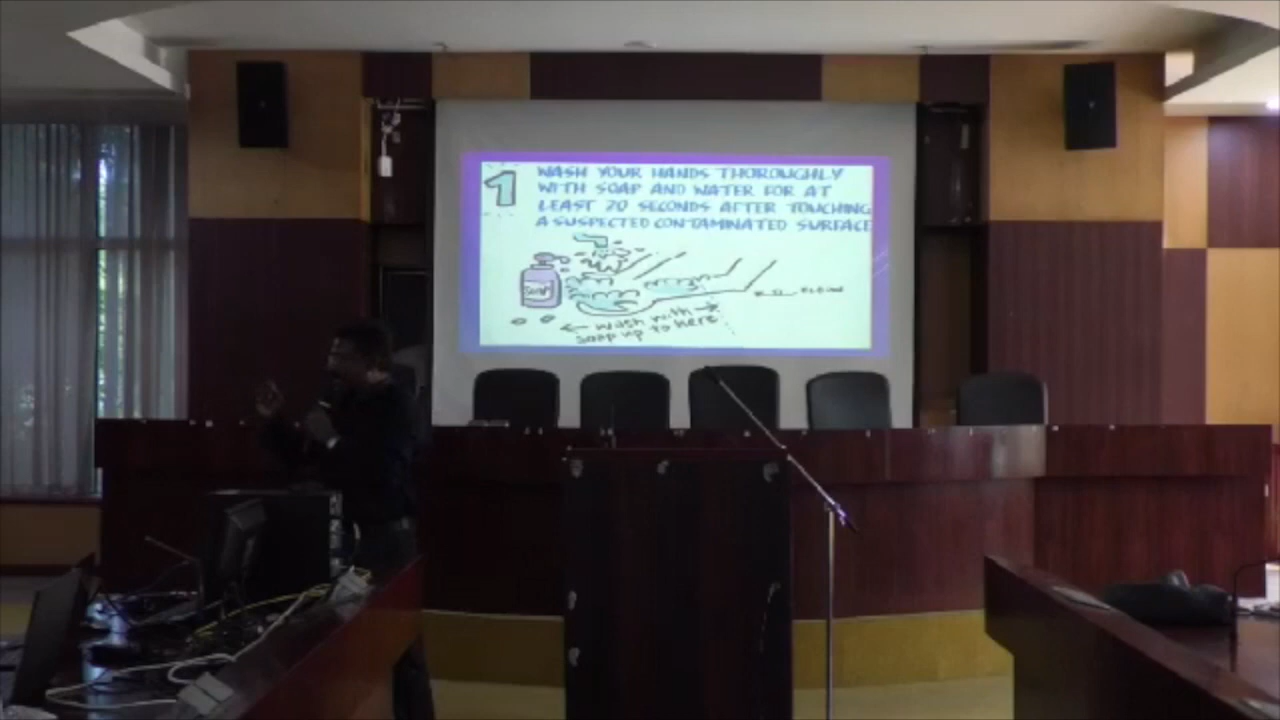 1
WASH YOUR HANDS THOROUGHLY
WITH SOAP AND WATER FOR AT
LEAST 20 SECONDS AFTER TOUCHING
A SUSPECTED CONTAMINATED SURFACE
SOAP
← wash with →
soap up to here